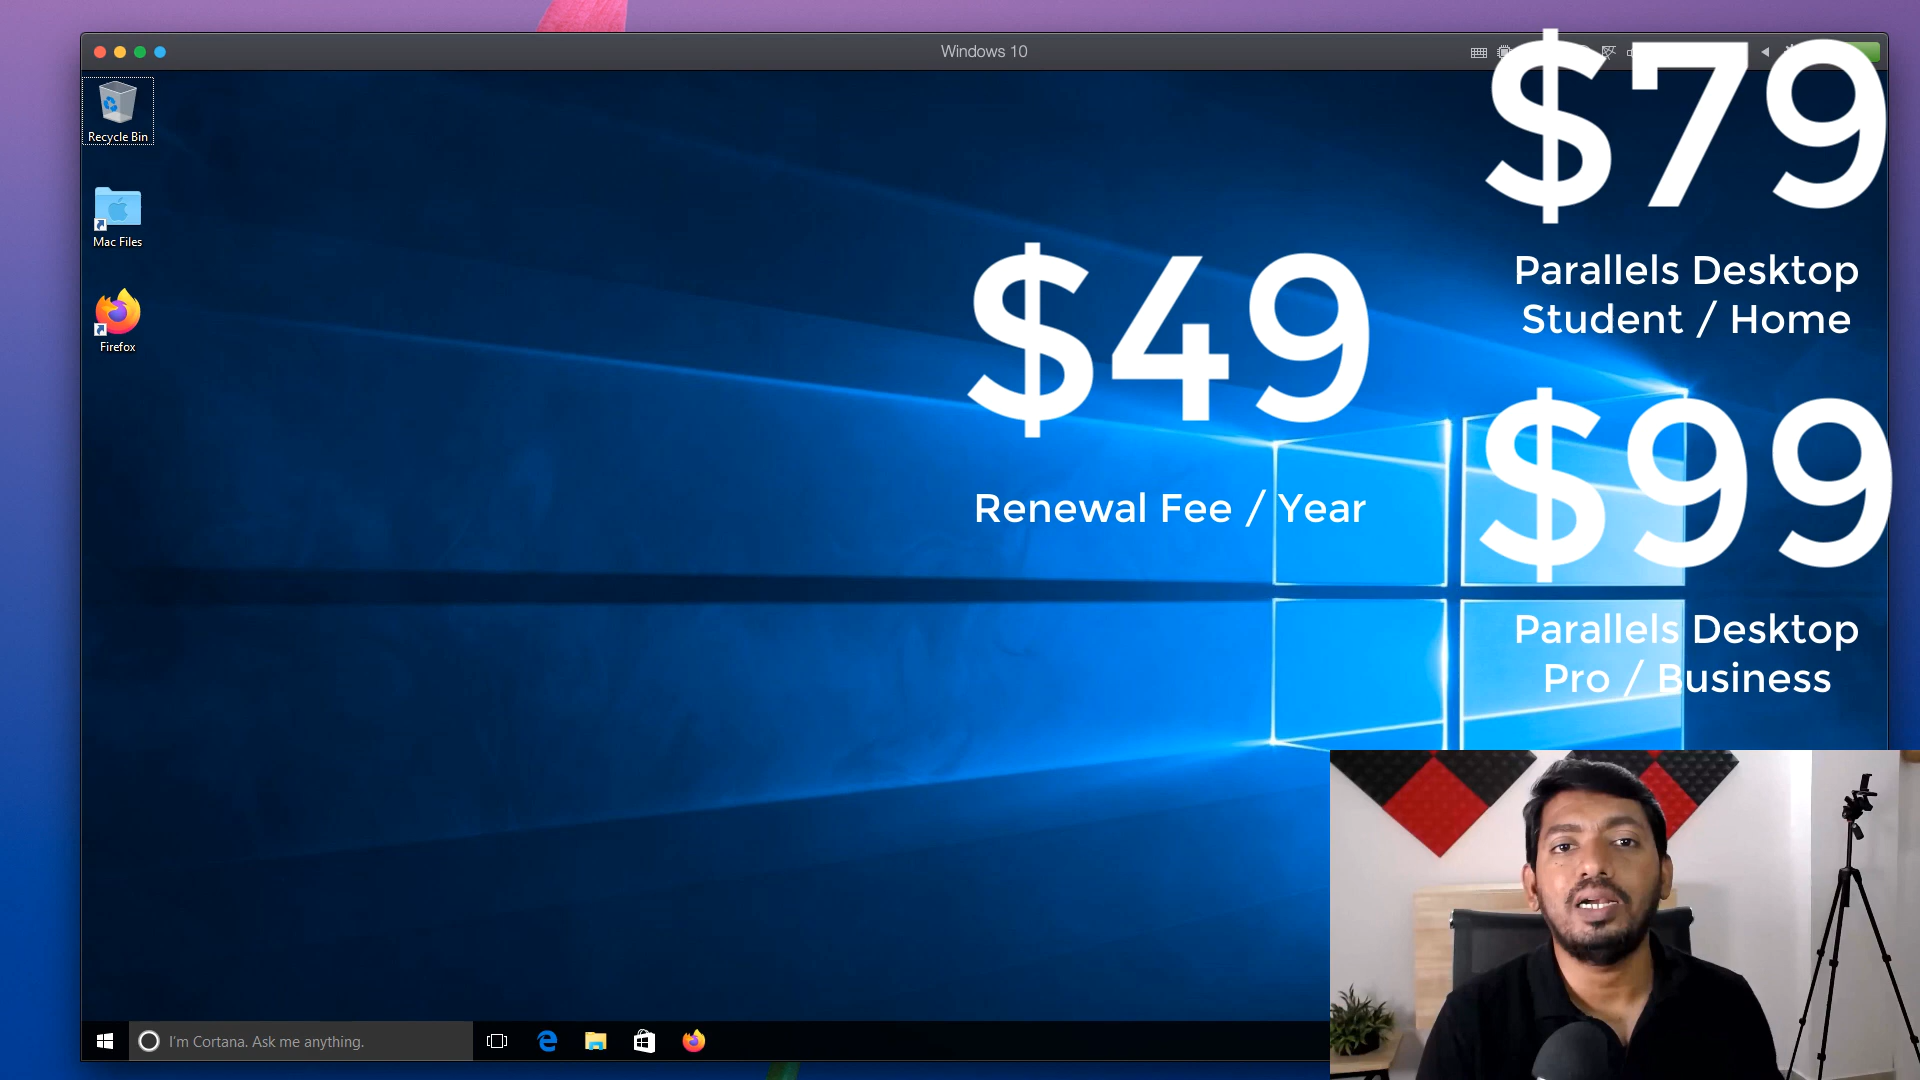 Windows 10
Recycle Bin
Mac Files
Firefox
$79
Parallels Desktop
Student / Home
$49
Renewal Fee / Year
$99
Parallels Desktop
Pro / Business
I'm Cortana. Ask me anything.